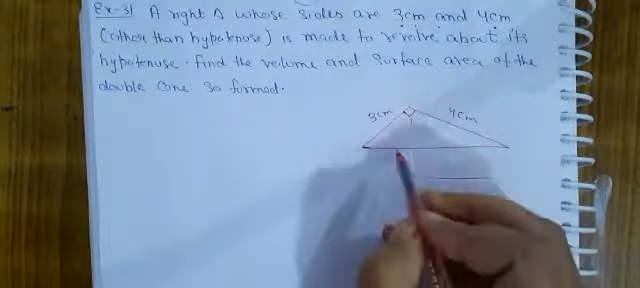 Ex-3| A right Δ whose sides are 3cm and 4cm
(other than hypotenuse) is made to revolve about its
hypotenuse. Find the volume and surface area of the
double cone so formed.
3cm 4cm